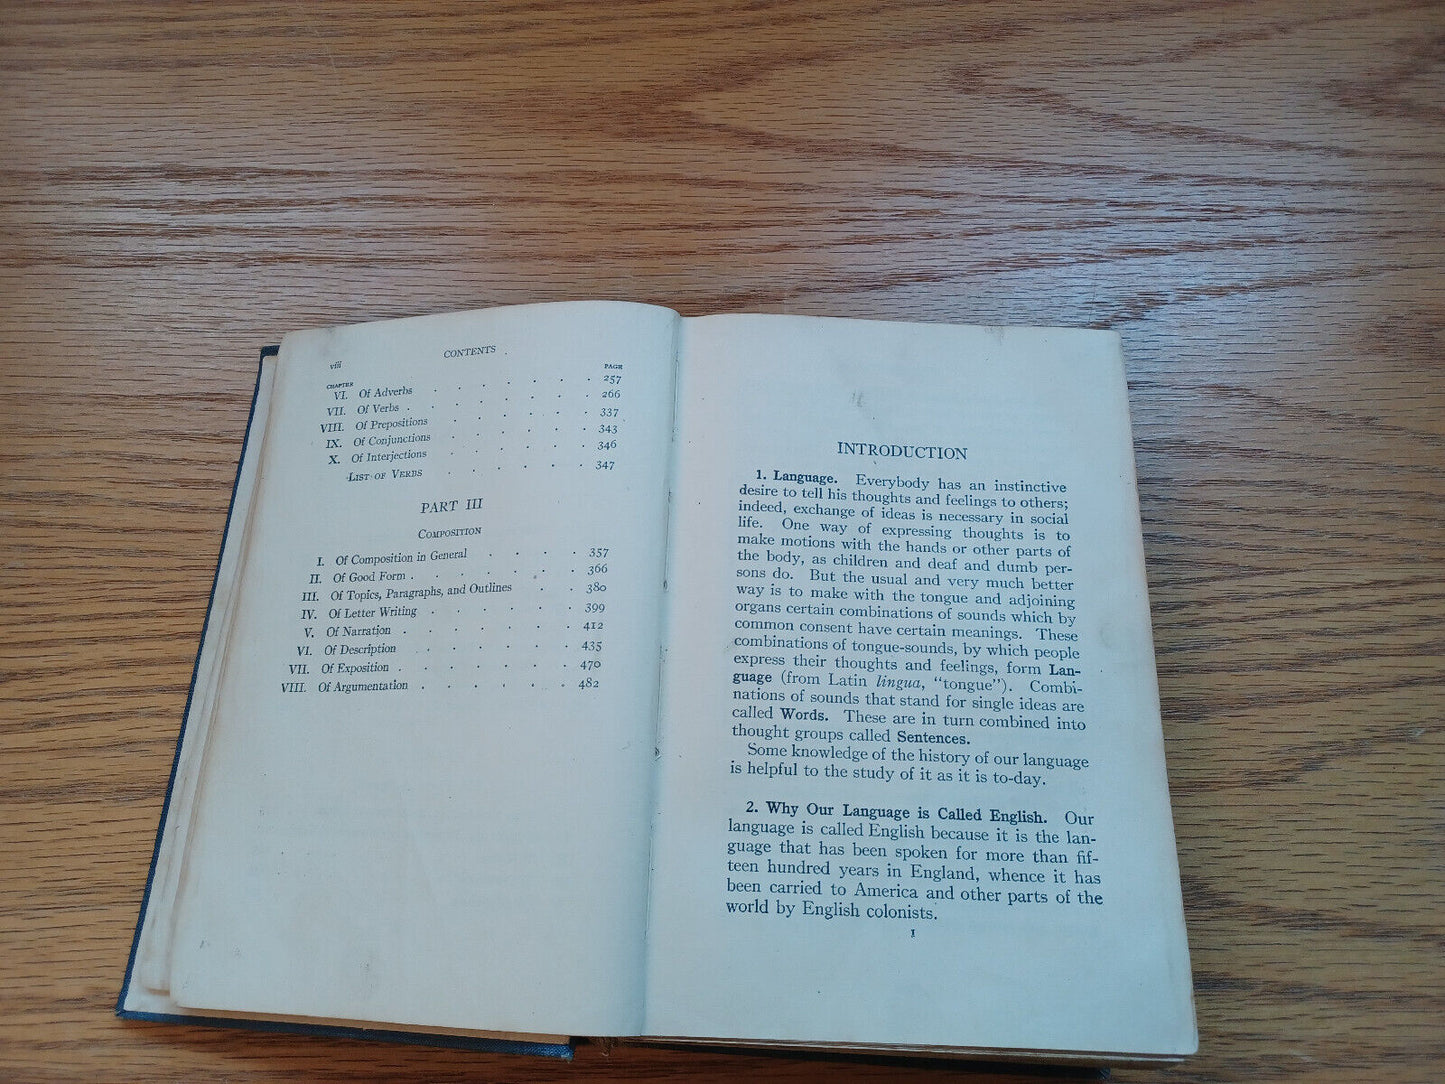 viii
CONTENTS
CHAPTER PAGE
VI. Of Adverbs . . . . . . . 257
VII. Of Verbs . . . . . . . . 266
VIII. Of Prepositions . . . . . . 337
IX. Of Conjunctions . . . . . . 343
X. Of Interjections . . . . . . 346
LIST OF VERBS . . . . . . 347
PART III
COMPOSITION
I. Of Composition in General . . . . 357
II. Of Good Form . . . . . . . 366
III. Of Topics, Paragraphs, and Outlines . . 380
IV. Of Letter Writing . . . . . . 399
V. Of Narration . . . . . . . 412
VI. Of Description . . . . . . 435
VII. Of Exposition . . . . . . . 470
VIII. Of Argumentation . . . . . . 482
INTRODUCTION
1. Language. Everybody has an instinctive
desire to tell his thoughts and feelings to others;
indeed, exchange of ideas is necessary in social
life. One way of expressing thoughts is to
make motions with the hands or other parts of
the body, as children and deaf and dumb per-
sons do. But the usual and very much better
way is to make with the tongue and adjoining
organs certain combinations of sounds which by
common consent have certain meanings. These
combinations of tongue-sounds, by which people
express their thoughts and feelings, form Lan-
guage (from Latin lingua, “tongue”). Combi-
nations of sounds that stand for single ideas are
called Words. These are in turn combined into
thought groups called Sentences.
Some knowledge of the history of our language
is helpful to the study of it as it is to-day.
2. Why Our Language is Called English. Our
language is called English because it is the lan-
guage that has been spoken for more than fif-
teen hundred years in England, whence it has
been carried to America and other parts of the
world by English colonists.
1